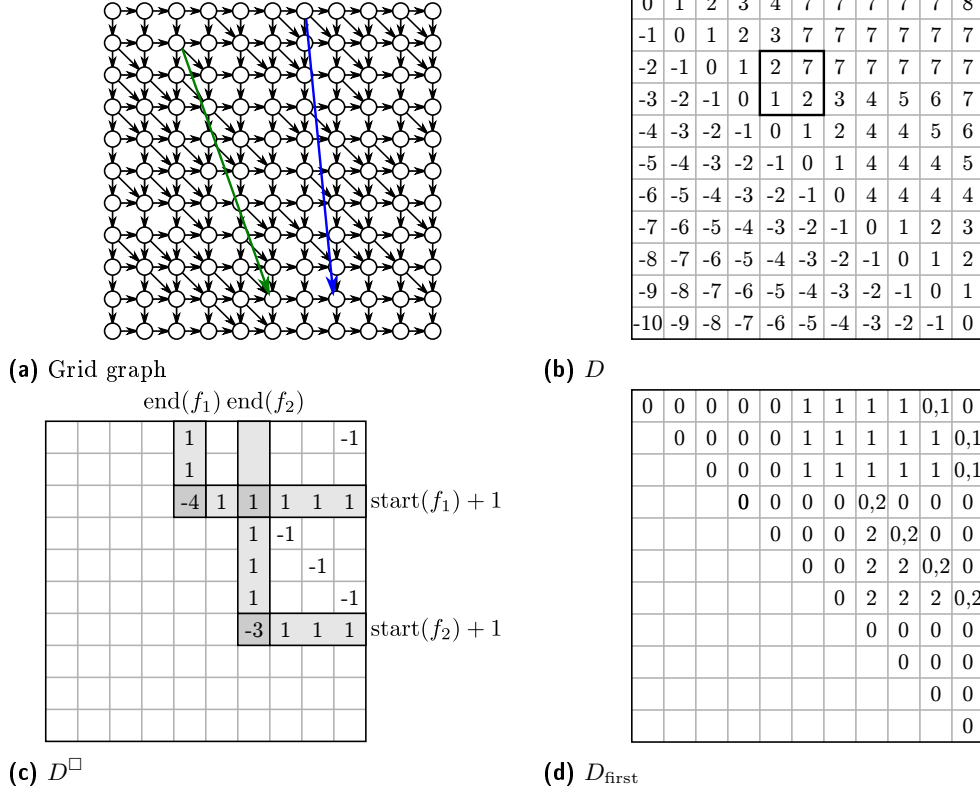 0 1 2 3 4 7 7 7 7 7 8
-1 0 1 2 3 7 7 7 7 7 7
-2 -1 0 1 2 7 7 7 7 7 7
-3 -2 -1 0 1 2 3 4 5 6 7
-4 -3 -2 -1 0 1 2 4 4 5 6
-5 -4 -3 -2 -1 0 1 4 4 4 5
-6 -5 -4 -3 -2 -1 0 4 4 4 4
-7 -6 -5 -4 -3 -2 -1 0 1 2 3
-8 -7 -6 -5 -4 -3 -2 -1 0 1 2
-9 -8 -7 -6 -5 -4 -3 -2 -1 0 1
-10 -9 -8 -7 -6 -5 -4 -3 -2 -1 0
(a) Grid graph
(b) D
end(f₁) end(f₂)
1 -1
1
-4 1 1 1 1 1 start(f₁) + 1
1 -1
1 -1
1 -1
-3 1 1 1 start(f₂) + 1
(c) D□
0 0 0 0 0 1 1 1 1 0,1 0
0 0 0 0 1 1 1 1 1 0,1
0 0 0 1 1 1 1 1 0,1
0 0 0 0 0,2 0 0 0
0 0 0 2 0,2 0 0
0 0 2 2 0,2 0
0 2 2 2 0,2
0 0 0 0
0 0 0
0 0
0
(d) D first